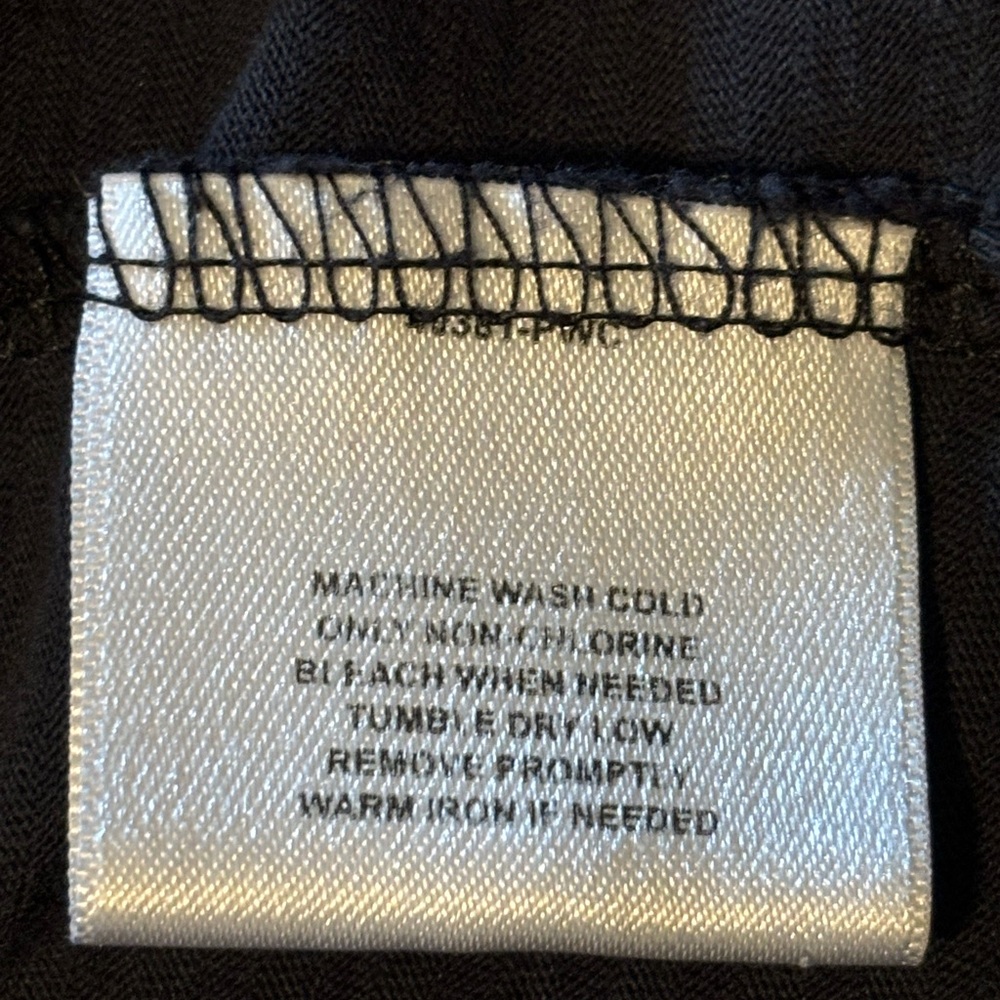 MACHINE WASH COLD
ONLY NON-CHLORINE
BLEACH WHEN NEEDED
TUMBLE DRY LOW
REMOVE PROMPTLY
WARM IRON IF NEEDED